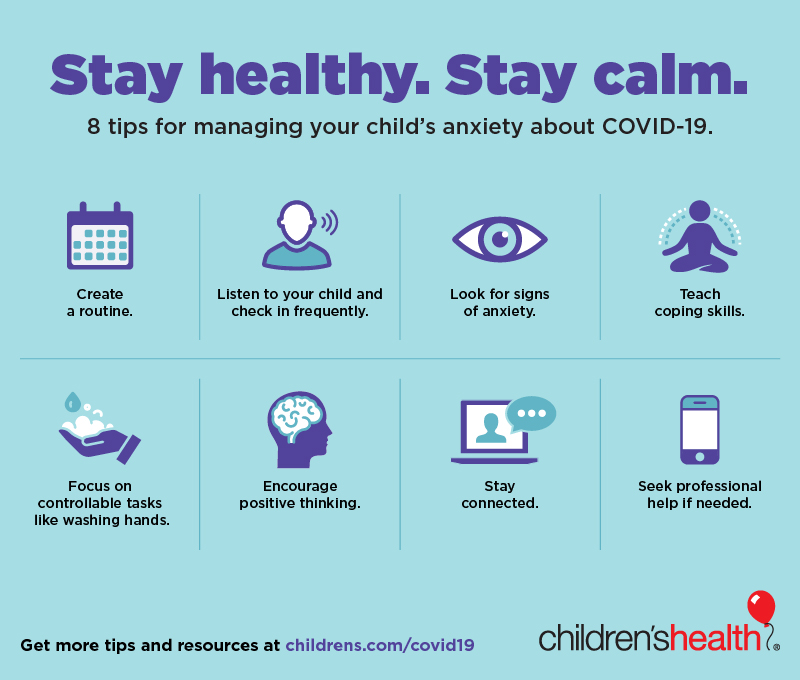 Stay healthy. Stay calm.
8 tips for managing your child's anxiety about COVID-19.
Create
a routine.
Listen to your child and
check in frequently.
Look for signs
of anxiety.
Teach
coping skills.
Focus on
controllable tasks
like washing hands.
Encourage
positive thinking.
Stay
connected.
Seek professional
help if needed.
Get more tips and resources at childrens.com/covid19
children'shealth®